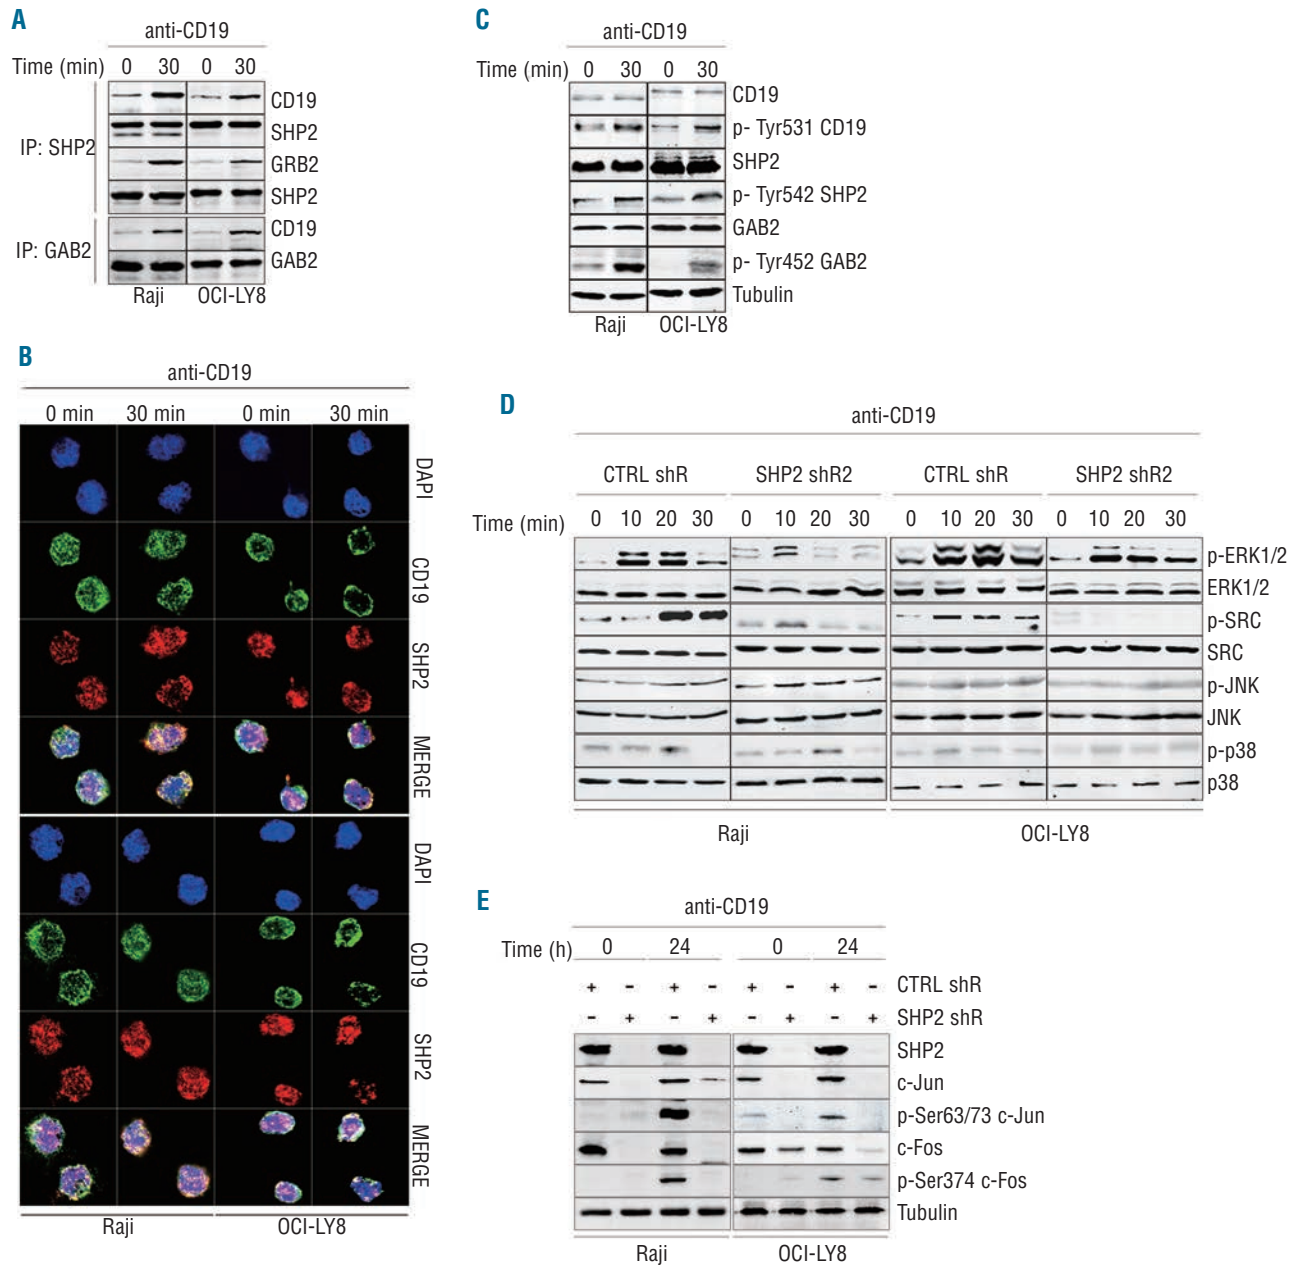 A
anti-CD19
Time (min) 0 30 0 30
IP: SHP2
CD19
SHP2
GRB2
SHP2
IP: GAB2
CD19
GAB2
Raji OCI-LY8
B
anti-CD19
0 min 30 min 0 min 30 min
DAPI
CD19
SHP2
MERGE
DAPI
CD19
SHP2
MERGE
Raji OCI-LY8
C
anti-CD19
Time (min) 0 30 0 30
CD19
p- Tyr531 CD19
SHP2
p- Tyr542 SHP2
GAB2
p- Tyr452 GAB2
Tubulin
Raji OCI-LY8
D
anti-CD19
CTRL shR SHP2 shR2 CTRL shR SHP2 shR2
Time (min) 0 10 20 30 0 10 20 30 0 10 20 30 0 10 20 30
p-ERK1/2
ERK1/2
p-SRC
SRC
p-JNK
JNK
p-p38
p38
Raji OCI-LY8
E
anti-CD19
Time (h) 0 24 0 24
+ - + - + - + - CTRL shR
- + - + - + - + SHP2 shR
SHP2
c-Jun
p-Ser63/73 c-Jun
c-Fos
p-Ser374 c-Fos
Tubulin
Raji OCI-LY8